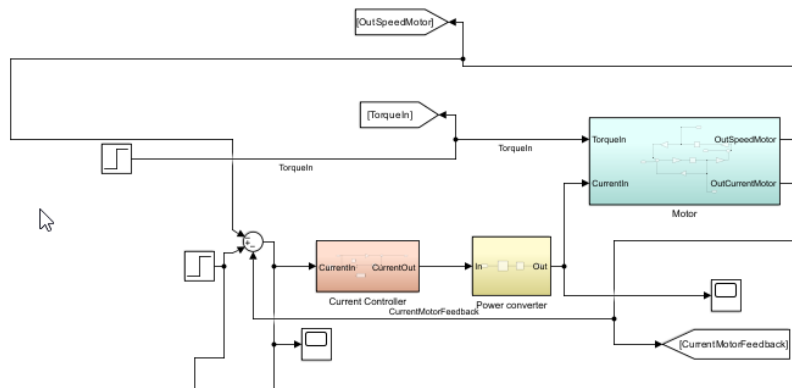 [OutSpeedMotor]
[TorqueIn]
TorqueIn
TorqueIn
TorqueIn
OutSpeedMotor
CurrentIn
OutCurrentMotor
Motor
CurrentIn
CurrentOut
Current Controller
In
Out
Power converter
CurrentMotorFeedback
[CurrentMotorFeedback]